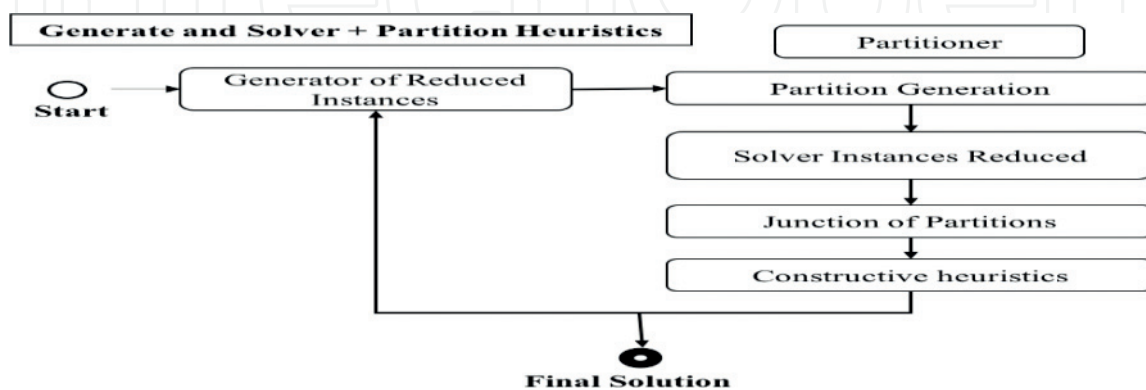 Generate and Solver + Partition Heuristics
Partitioner
Start
Generator of Reduced
Instances
Partition Generation
Solver Instances Reduced
Junction of Partitions
Constructive heuristics
Final Solution